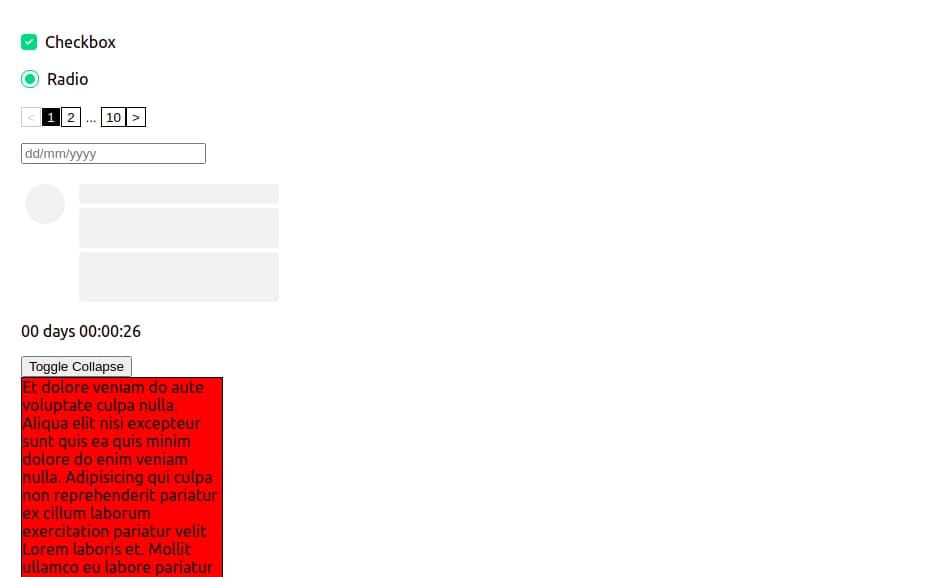 Checkbox
Radio
< 1 2 ... 10 >
dd/mm/yyyy
00 days 00:00:26
Toggle Collapse
Et dolore veniam do aute
voluptate culpa nulla.
Aliqua elit nisi excepteur
sunt quis ea quis minim
dolore do enim veniam
nulla. Adipisicing qui culpa
non reprehenderit pariatur
ex cillum laborum
exercitation pariatur velit
Lorem laboris et. Mollit
ullamco eu labore pariatur